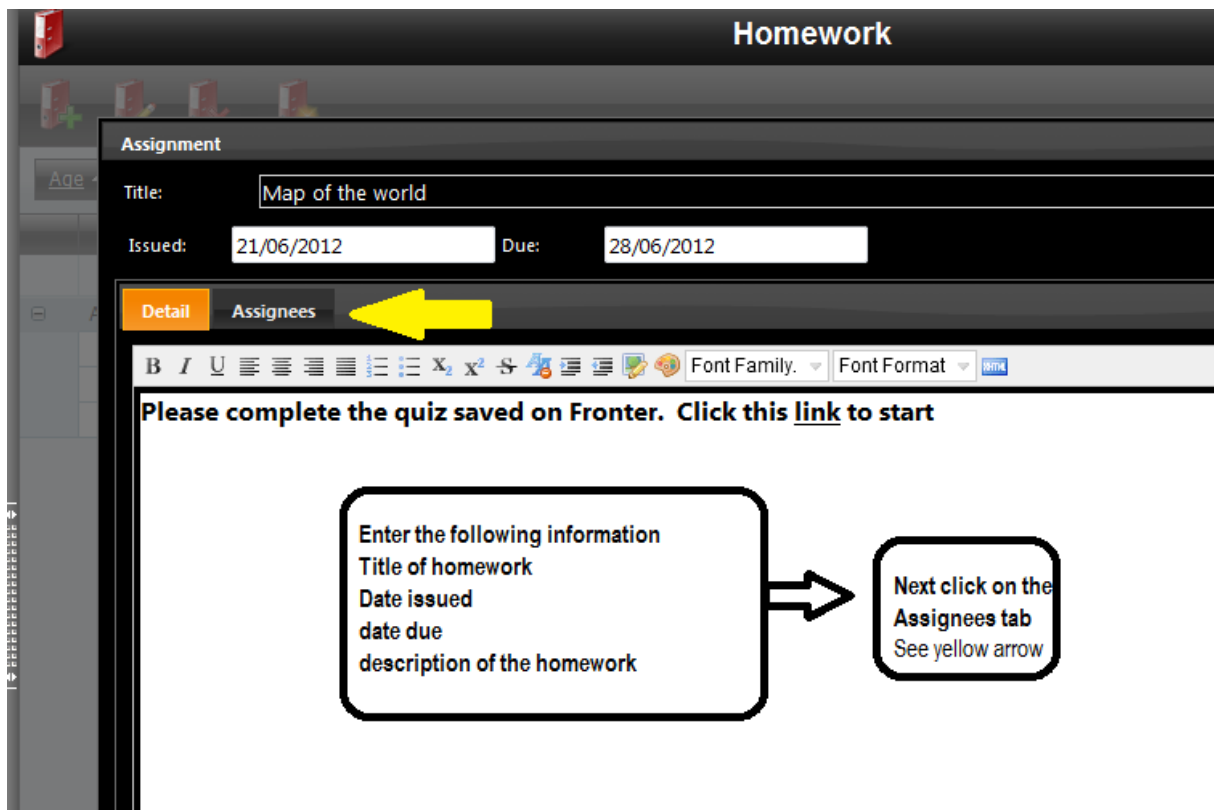 Homework
Assignment
Age
Title: Map of the world
Issued: 21/06/2012 Due: 28/06/2012
Detail Assignees
B I U X2 x2 S Font Family. Font Format XHTML
Please complete the quiz saved on Fronter. Click this link to start
Enter the following information
Title of homework
Date issued
date due
description of the homework
Next click on the
Assignees tab
See yellow arrow